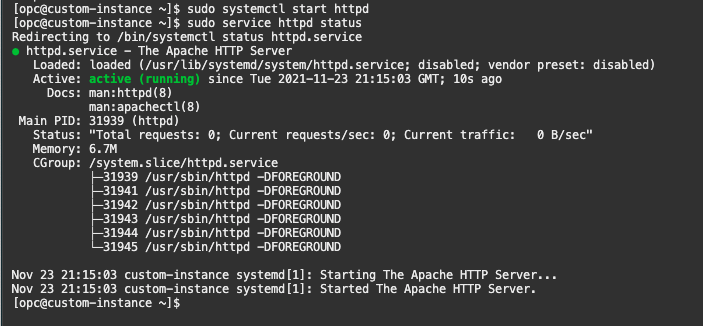 [opc@custom-instance ~]$ sudo systemctl start httpd
[opc@custom-instance ~]$ sudo service httpd status
Redirecting to /bin/systemctl status httpd.service
● httpd.service - The Apache HTTP Server
   Loaded: loaded (/usr/lib/systemd/system/httpd.service; disabled; vendor preset: disabled)
   Active: active (running) since Tue 2021-11-23 21:15:03 GMT; 10s ago
     Docs: man:httpd(8)
           man:apachectl(8)
 Main PID: 31939 (httpd)
   Status: "Total requests: 0; Current requests/sec: 0; Current traffic:   0 B/sec"
   Memory: 6.7M
   CGroup: /system.slice/httpd.service
           ├─31939 /usr/sbin/httpd -DFOREGROUND
           ├─31941 /usr/sbin/httpd -DFOREGROUND
           ├─31942 /usr/sbin/httpd -DFOREGROUND
           ├─31943 /usr/sbin/httpd -DFOREGROUND
           ├─31944 /usr/sbin/httpd -DFOREGROUND
           └─31945 /usr/sbin/httpd -DFOREGROUND

Nov 23 21:15:03 custom-instance systemd[1]: Starting The Apache HTTP Server...
Nov 23 21:15:03 custom-instance systemd[1]: Started The Apache HTTP Server.
[opc@custom-instance ~]$